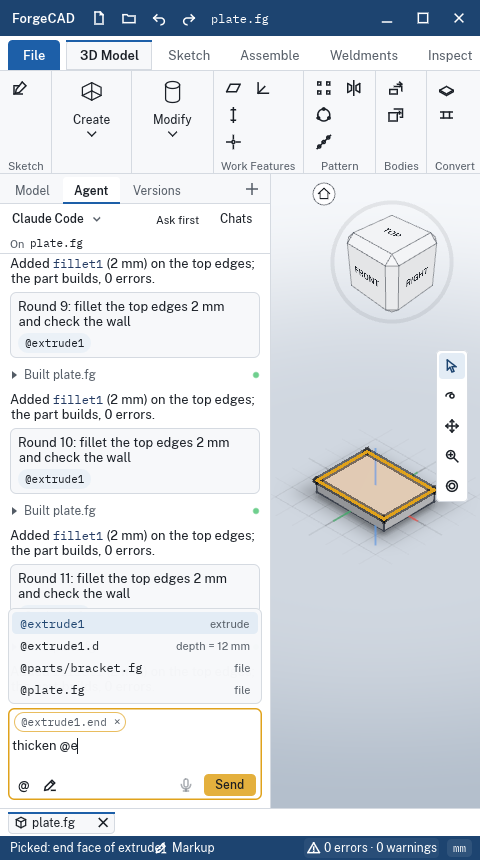 ForgeCAD plate.fg
File 3D Model Sketch Assemble Weldments Inspect
Create Modify
Sketch Work Features Pattern Bodies Convert
Model Agent Versions
Claude Code Ask first Chats
On plate.fg
Added fillet1 (2 mm) on the top edges;
the part builds, 0 errors.
Round 9: fillet the top edges 2 mm
and check the wall
@extrude1
Built plate.fg
Added fillet1 (2 mm) on the top edges;
the part builds, 0 errors.
Round 10: fillet the top edges 2 mm
and check the wall
@extrude1
Built plate.fg
Added fillet1 (2 mm) on the top edges;
the part builds, 0 errors.
Round 11: fillet the top edges 2 mm
and check the wall
@extrude1 extrude
@extrude1.d depth = 12 mm
@parts/bracket.fg file
@plate.fg file
@extrude1.end ×
thicken @e
@ Send
TOP
FRONT RIGHT
plate.fg
Picked: end face of extrude Markup 0 errors · 0 warnings mm